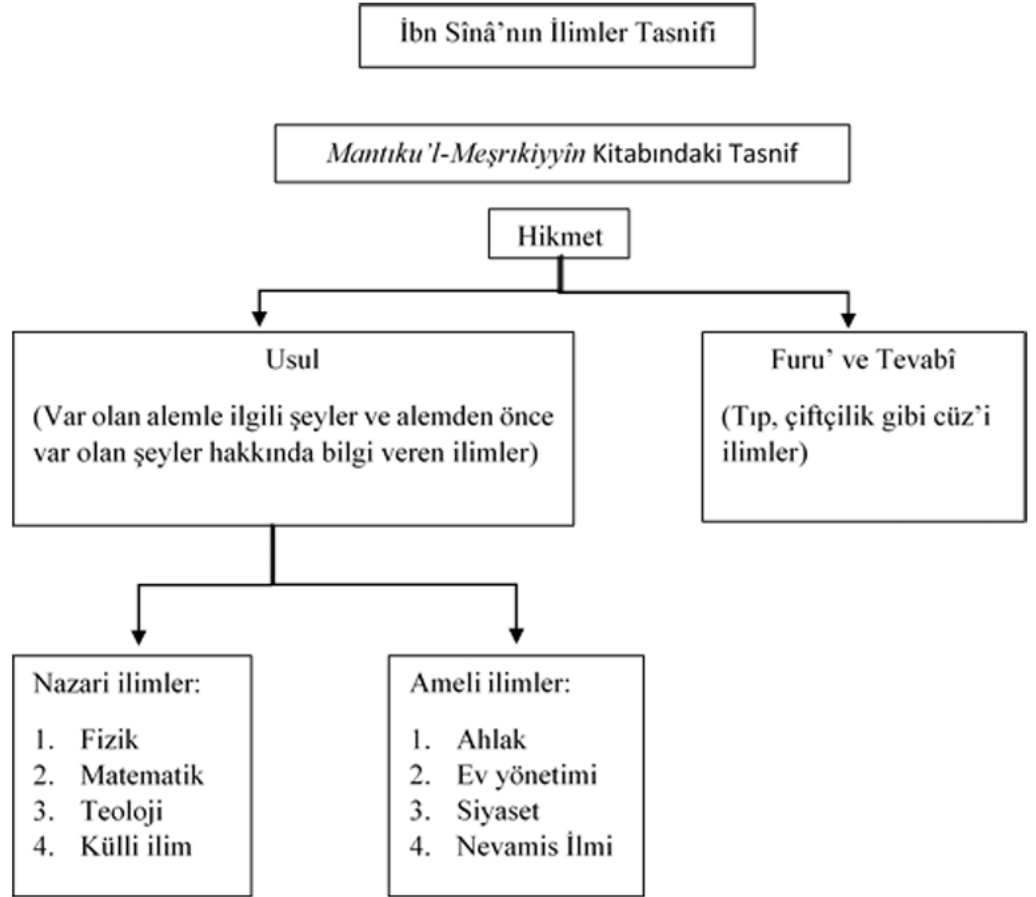 İbn Sînâ’nın İlimler Tasnifi
Mantıku’l-Meşrıkiyyîn Kitabındaki Tasnif
Hikmet
Usul
(Var olan alemle ilgili şeyler ve alemden önce
var olan şeyler hakkında bilgi veren ilimler)
Furu’ ve Tevabî
(Tıp, çiftçilik gibi cüz’i
ilimler)
Nazari ilimler:
1. Fizik
2. Matematik
3. Teoloji
4. Külli ilim
Ameli ilimler:
1. Ahlak
2. Ev yönetimi
3. Siyaset
4. Nevamis İlmi